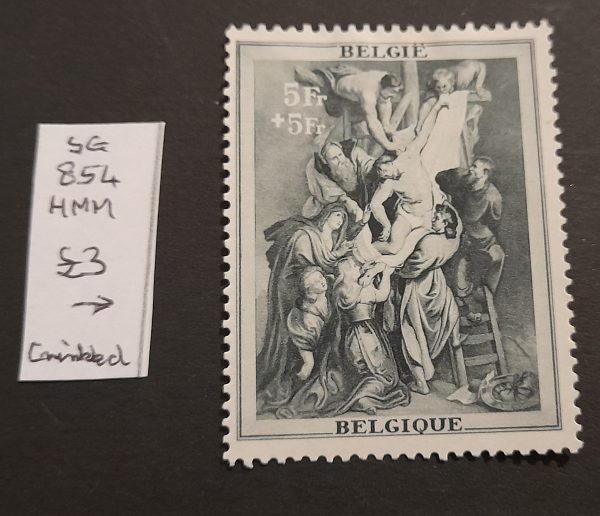 SG
854
HMM
£3
→
Crinkled
BELGIË
5Fr
+5Fr
BELGIQUE